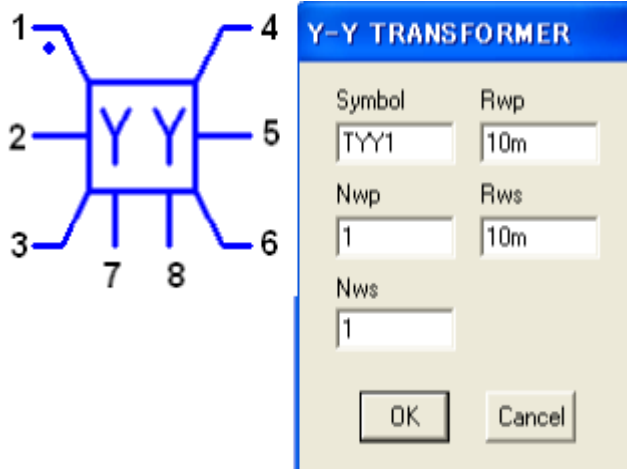 1
4
2
Y Y
5
3
6
7
8
Y-Y TRANSFORMER
Symbol Rwp
TYY1 10m
Nwp Rws
1 10m
Nws
1
OK Cancel